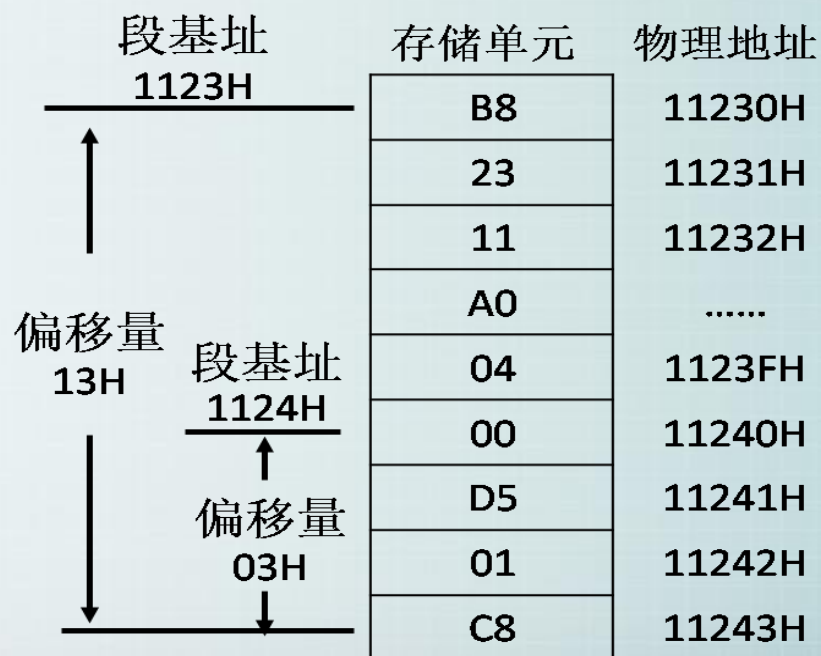 段基址 存储单元 物理地址
1123H B8 11230H
23 11231H
11 11232H
A0 ......
偏移量
13H
段基址 04 1123FH
1124H 00 11240H
D5 11241H
偏移量
03H 01 11242H
C8 11243H